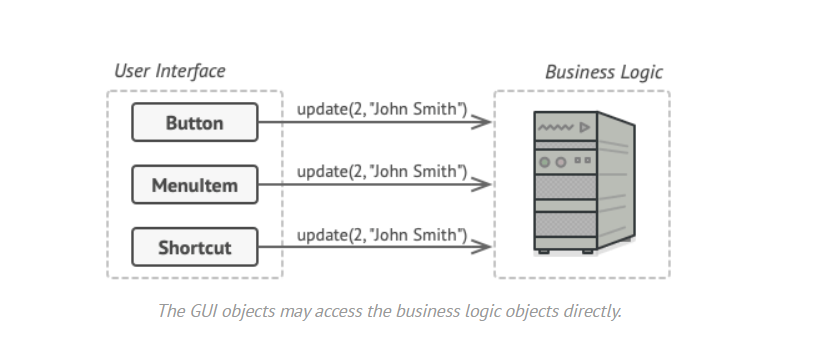 User Interface
Business Logic
Button
update(2, "John Smith")
MenuItem
update(2, "John Smith")
Shortcut
update(2, "John Smith")
The GUI objects may access the business logic objects directly.